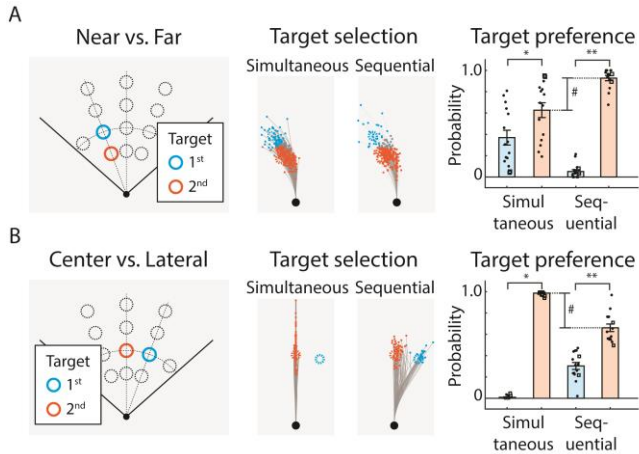 A
Near vs. Far
Target
1st
2nd
Target selection
Simultaneous Sequential
Target preference
* **
#
1.0
Probability
0
Simul
taneous
Seq-
uential
B
Center vs. Lateral
Target
1st
2nd
Target selection
Simultaneous Sequential
Target preference
* **
#
1.0
Probability
0
Simul
taneous
Seq-
uential